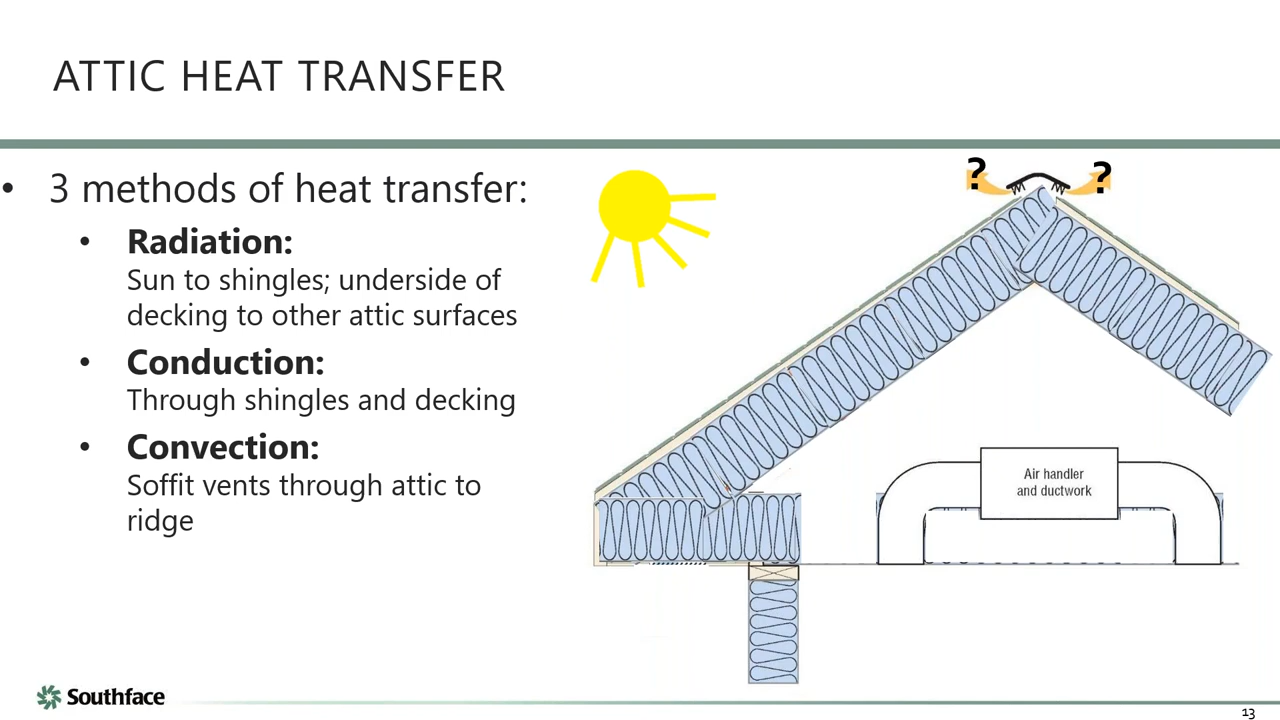 ATTIC HEAT TRANSFER
• 3 methods of heat transfer:
• Radiation:
Sun to shingles; underside of
decking to other attic surfaces
• Conduction:
Through shingles and decking
• Convection:
Soffit vents through attic to
ridge
? ?
Air handler
and ductwork
Southface
13